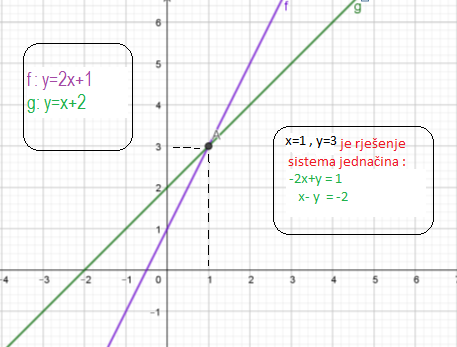 f
g
6
f: y=2x+1
g: y=x+2
5
4
A
3
x=1 , y=3 je rješenje
sistema jednačina :
-2x+y = 1
x- y = -2
2
1
-4 -3 -2 -1 0 1 2 3 4 5 6
-1